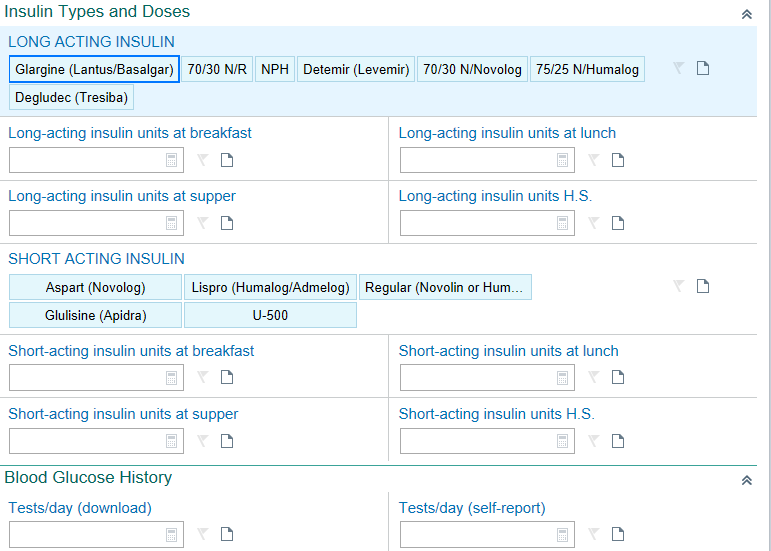 Insulin Types and Doses
LONG ACTING INSULIN
Glargine (Lantus/Basalgar) 70/30 N/R NPH Detemir (Levemir) 70/30 N/Novolog 75/25 N/Humalog
Degludec (Tresiba)
Long-acting insulin units at breakfast Long-acting insulin units at lunch
Long-acting insulin units at supper Long-acting insulin units H.S.
SHORT ACTING INSULIN
Aspart (Novolog) Lispro (Humalog/Admelog) Regular (Novolin or Hum...
Glulisine (Apidra) U-500
Short-acting insulin units at breakfast Short-acting insulin units at lunch
Short-acting insulin units at supper Short-acting insulin units H.S.
Blood Glucose History
Tests/day (download) Tests/day (self-report)